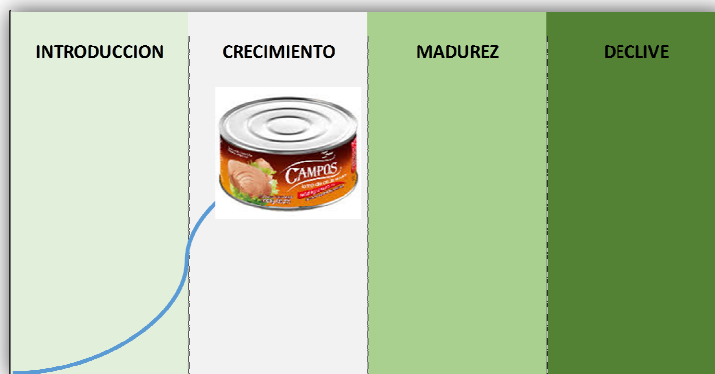 INTRODUCCION
CRECIMIENTO
MADUREZ
DECLIVE
CAMPOS